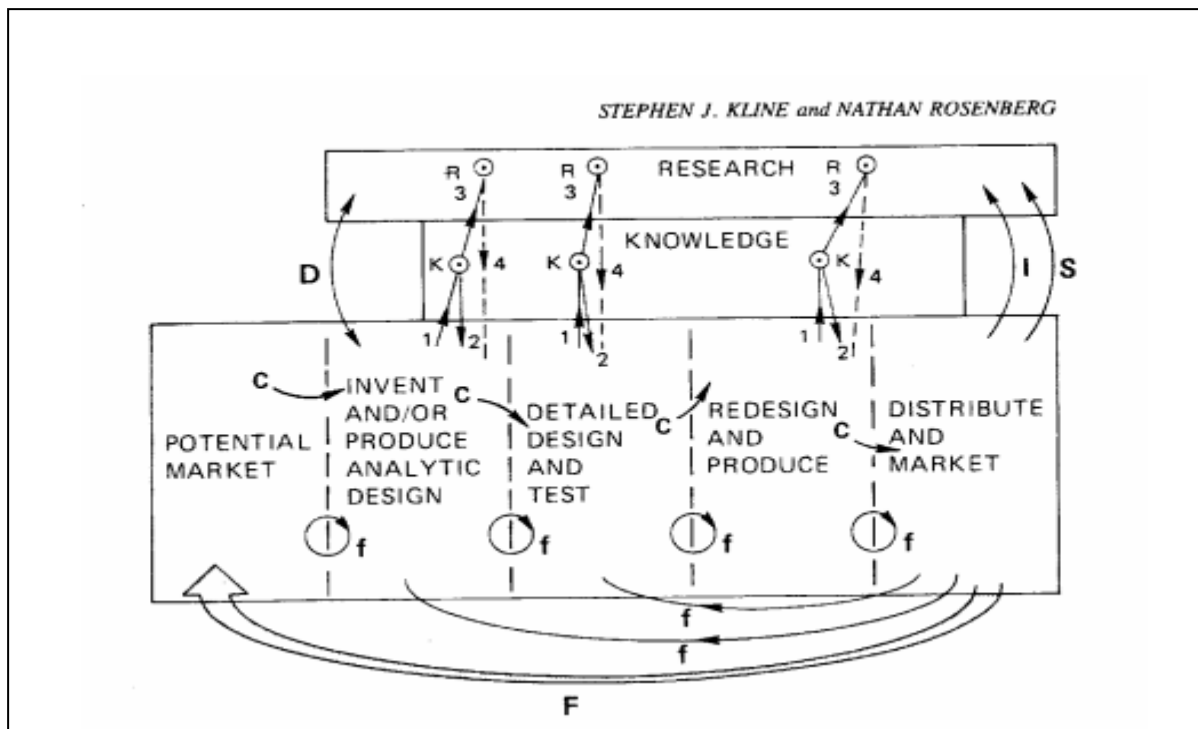 STEPHEN J. KLINE and NATHAN ROSENBERG
R R RESEARCH R
3 3 3
KNOWLEDGE
K 4 K 4 K 4
D I S
1 2 1 2 1 2
C INVENT
AND/OR
PRODUCE
ANALYTIC
DESIGN
POTENTIAL
MARKET
C DETAILED
DESIGN
AND
TEST
C REDESIGN
AND
PRODUCE
C DISTRIBUTE
AND
MARKET
f f f f
f
f
F